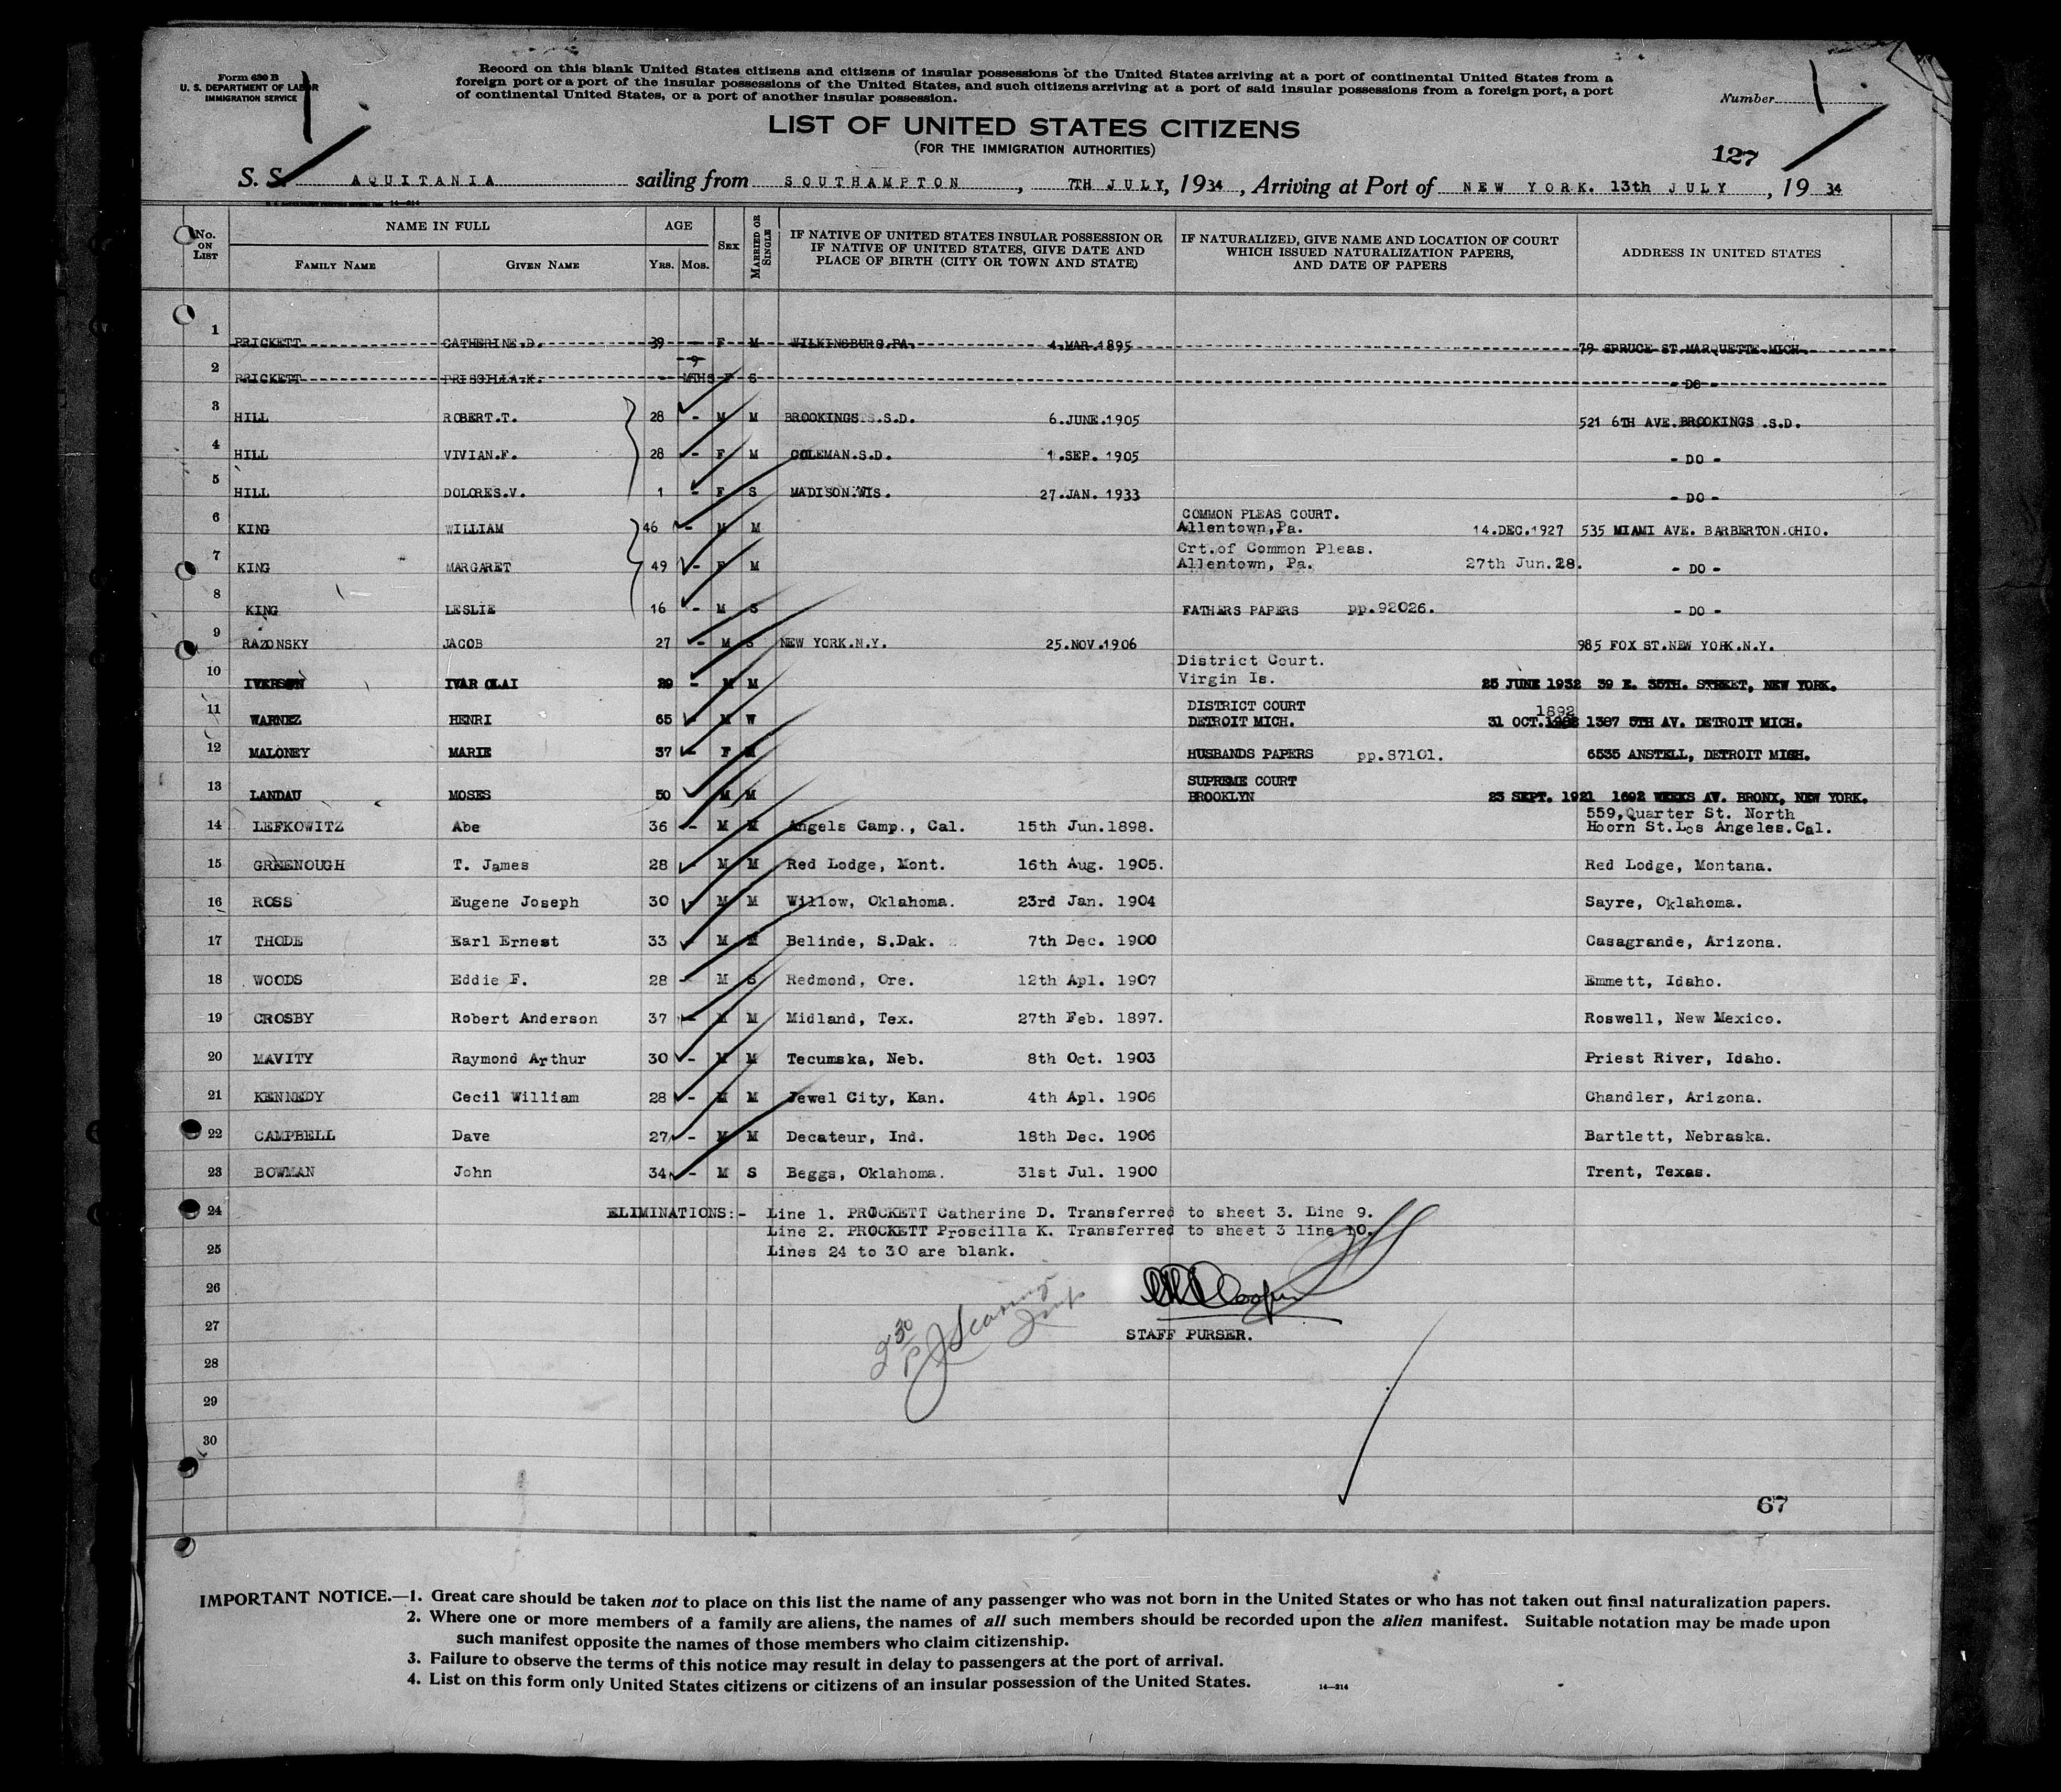 Form 630 B
U. S. DEPARTMENT OF LABOR
IMMIGRATION SERVICE
Record on this blank United States citizens and citizens of insular possessions of the United States arriving at a port of continental United States from a
foreign port or a port of the insular possessions of the United States, and such citizens arriving at a port of said insular possessions from a foreign port, a port
of continental United States, or a port of another insular possession.
Number 1
LIST OF UNITED STATES CITIZENS
(FOR THE IMMIGRATION AUTHORITIES)
127
S. S. AQUITANIA sailing from SOUTHAMPTON, 7TH JULY, 1934, Arriving at Port of NEW YORK. 13th JULY, 1934
No. on List NAME IN FULL AGE Sex MARRIED OR SINGLE IF NATIVE OF UNITED STATES INSULAR POSSESSION OR IF NATIVE OF UNITED STATES, GIVE DATE AND PLACE OF BIRTH (CITY OR TOWN AND STATE) IF NATURALIZED, GIVE NAME AND LOCATION OF COURT WHICH ISSUED NATURALIZATION PAPERS, AND DATE OF PAPERS ADDRESS IN UNITED STATES
FAMILY NAME GIVEN NAME Yrs. Mos.
1 PRICKETT CATHERINE.D. 39 - F M WILKINSBURG.PA. 4.MAR.1895 79 SPRUCE ST.MARQUETTE.MICH.
2 PRICKETT PRISCILLA.K. - 9 MTHS F S - DO -
3 HILL ROBERT.T. 28 - M M BROOKINGS.S.D. 6.JUNE.1905 521 6TH AVE.BROOKINGS.S.D.
4 HILL VIVIAN.F. 28 - F M COLEMAN.S.D. 1.SEP. 1905 - DO -
5 HILL DOLORES.V. 1 - F S MADISON.WIS. 27.JAN. 1933 - DO -
6 KING WILLIAM 46 - M M COMMON PLEAS COURT.
Allentown,Pa. 14.DEC.1927 535 MIAMI AVE. BARBERTON.OHIO.
7 KING MARGARET 49 - F M Crt.of Common Pleas.
Allentown, Pa. 27th Jun.28. - DO -
8 KING LESLIE 16 - M S FATHERS PAPERS pp.92026. - DO -
9 RAZONSKY JACOB 27 - M S NEW YORK.N.Y. 25.NOV.1906 985 FOX ST.NEW YORK.N.Y.
10 IVERSEN IVAR OLAI 29 - M M District Court.
Virgin Is. 25 JUNE 1932 39 E. 35TH. STREET, NEW YORK.
11 WARNEZ HENRI 65 - M W DISTRICT COURT 1892
DETROIT MICH. 31 OCT. 1387 5TH AV. DETROIT MICH.
12 MALONEY MARIE 37 - F M HUSBANDS PAPERS pp.87101. 6535 ANSTELL, DETROIT MICH.
13 LANDAU MOSES 50 - M M SUPREME COURT
BROOKLYN 23 SEPT. 1921 1692 WEEKS AV. BRONX, NEW YORK.
14 LEFKOWITZ Abe 36 - M M Angels Camp., Cal. 15th Jun.1898. 559,Quarter St. North
Hoorn St.Los Angeles.Cal.
15 GREENOUGH T. James 28 - M M Red Lodge, Mont. 16th Aug. 1905. Red Lodge, Montana.
16 ROSS Eugene Joseph 30 - M M Willow, Oklahoma. 23rd Jan. 1904 Sayre, Oklahoma.
17 THODE Earl Ernest 33 - M M Belinde, S.Dak. 7th Dec. 1900 Casagrande, Arizona.
18 WOODS Eddie F. 28 - M S Redmond, Ore. 12th Apl. 1907 Emmett, Idaho.
19 CROSBY Robert Anderson 37 - M M Midland, Tex. 27th Feb. 1897. Roswell, New Mexico.
20 MAVITY Raymond Arthur 30 - M M Tecumska, Neb. 8th Oct. 1903 Priest River, Idaho.
21 KENNEDY Cecil William 28 - M M Jewel City, Kan. 4th Apl. 1906 Chandler, Arizona.
22 CAMPBELL Dave 27 - M M Decateur, Ind. 18th Dec. 1906 Bartlett, Nebraska.
23 BOWMAN John 34 - M S Beggs, Oklahoma. 31st Jul. 1900 Trent, Texas.
24 ELIMINATIONS:- Line 1. PROCKETT Catherine D. Transferred to sheet 3. Line 9.
Line 2. PROCKETT Proscilla K. Transferred to sheet 3 line 10.
25 Lines 24 to 30 are blank.
26
27 STAFF PURSER.
28
29
30
67
IMPORTANT NOTICE.—1. Great care should be taken not to place on this list the name of any passenger who was not born in the United States or who has not taken out final naturalization papers.
2. Where one or more members of a family are aliens, the names of all such members should be recorded upon the alien manifest. Suitable notation may be made upon
such manifest opposite the names of those members who claim citizenship.
3. Failure to observe the terms of this notice may result in delay to passengers at the port of arrival.
4. List on this form only United States citizens or citizens of an insular possession of the United States.
14—214